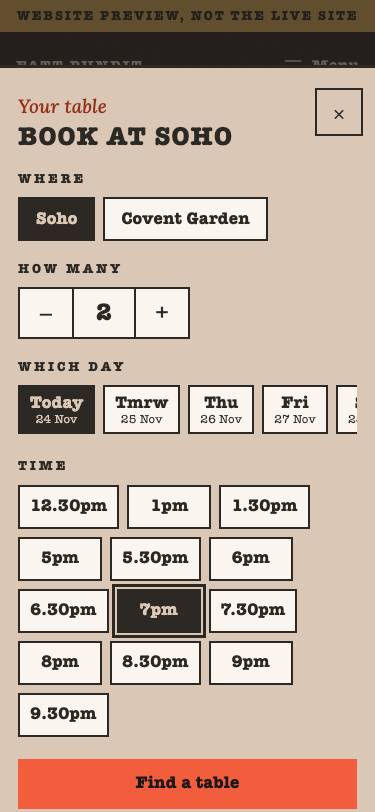 WEBSITE PREVIEW, NOT THE LIVE SITE
FATT PUNDIT
Menu
Your table
BOOK AT SOHO
×
WHERE
Soho
Covent Garden
HOW MANY
– 2 +
WHICH DAY
Today Tmrw Thu Fri
24 Nov 25 Nov 26 Nov 27 Nov
TIME
12.30pm 1pm 1.30pm
5pm 5.30pm 6pm
6.30pm 7pm 7.30pm
8pm 8.30pm 9pm
9.30pm
Find a table